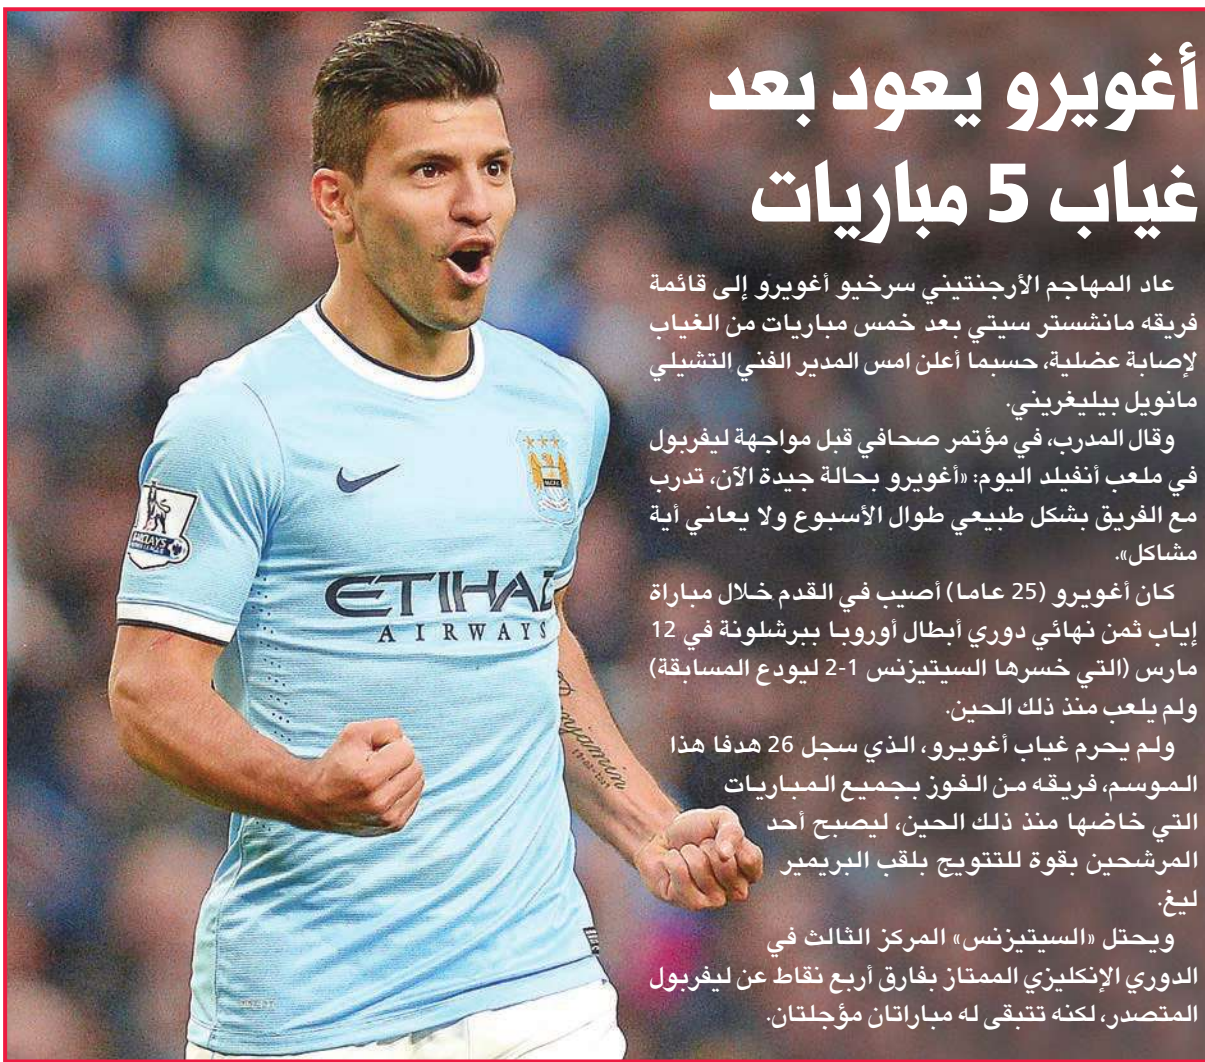 أغويرو يعود بعد
غياب 5 مباريات
عاد المهاجم الأرجنتيني سرخيو أغويرو إلى قائمة
فريقه مانشستر سيتي بعد خمس مباريات من الغياب
لإصابة عضلية، حسبما أعلن امس المدير الفني التشيلي
مانويل بيليغريني.
وقال المدرب، في مؤتمر صحافي قبل مواجهة ليفربول
في ملعب أنفيلد اليوم: «أغويرو بحالة جيدة الآن، تدرب
مع الفريق بشكل طبيعي طوال الأسبوع ولا يعاني أية
مشاكل».
كان أغويرو (25 عاما) أصيب في القدم خلال مباراة
إياب ثمن نهائي دوري أبطال أوروبا ببرشلونة في 12
مارس (التي خسرها السيتيزنس 1-2 ليودع المسابقة)
ولم يلعب منذ ذلك الحين.
ولم يحرم غياب أغويرو، الذي سجل 26 هدفا هذا
الموسم، فريقه من الفوز بجميع المباريات
التي خاضها منذ ذلك الحين، ليصبح أحد
المرشحين بقوة للتتويج بلقب البريمير
ليغ.
ويحتل «السيتيزنس» المركز الثالث في
الدوري الإنكليزي الممتاز بفارق أربع نقاط عن ليفربول
المتصدر، لكنه تتبقى له مباراتان مؤجلتان.
ETIHAD
AIRWAYS
BARCLAYS